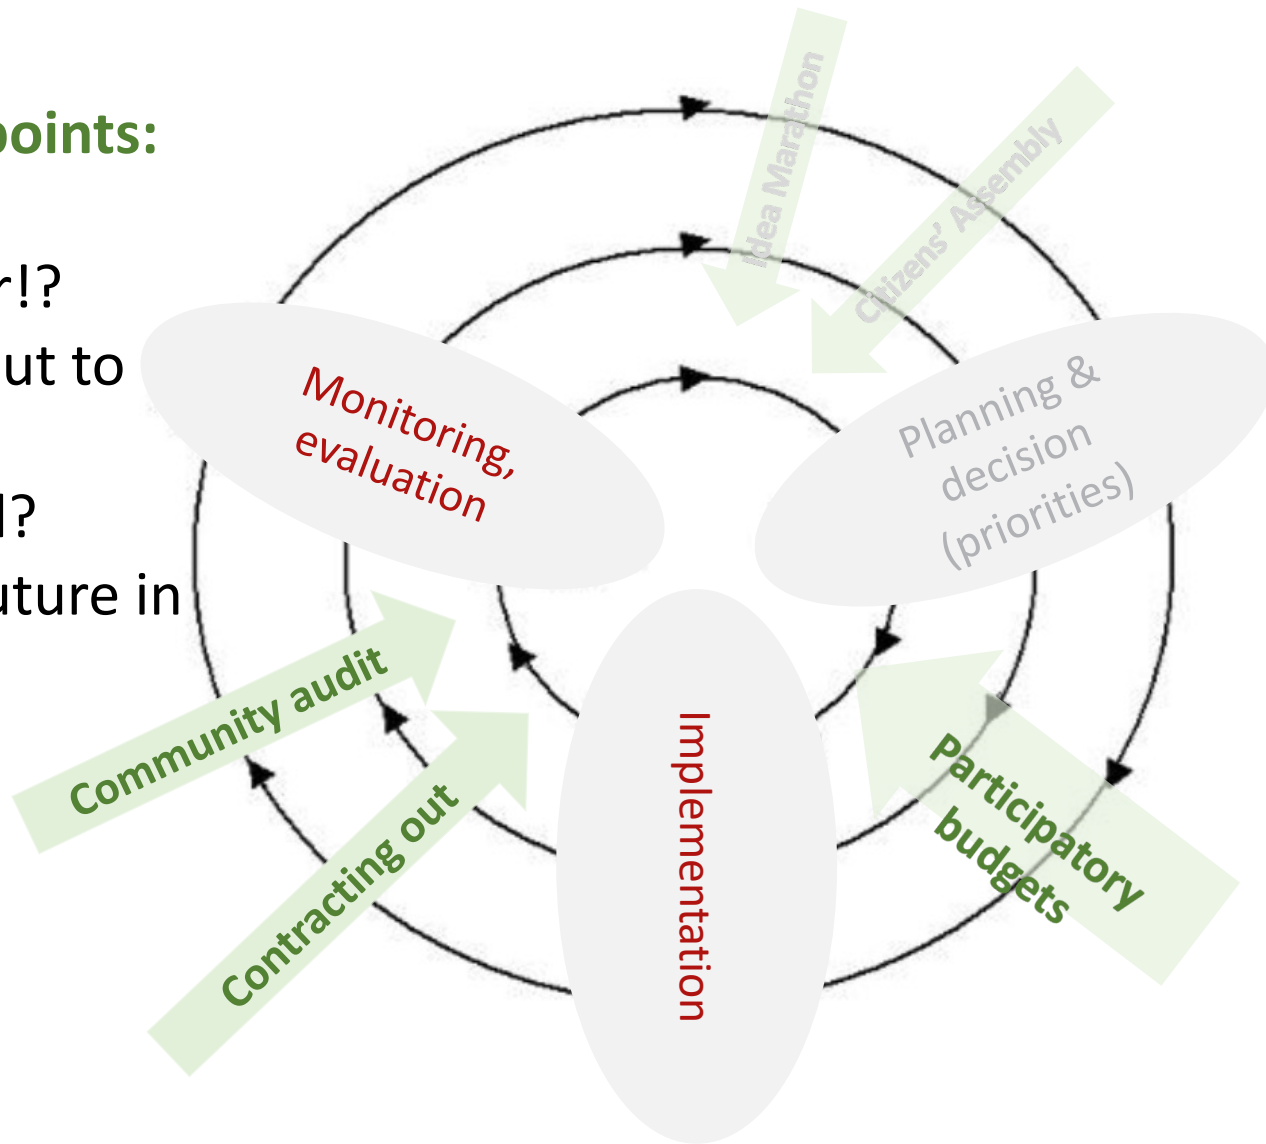 points:
r!?
ut to
l?
uture in
Idea Marathon
Citizens' Assembly
Monitoring,
evaluation
Planning &
decision
(priorities)
Community audit
Contracting out
Implementation
Participatory
budgets